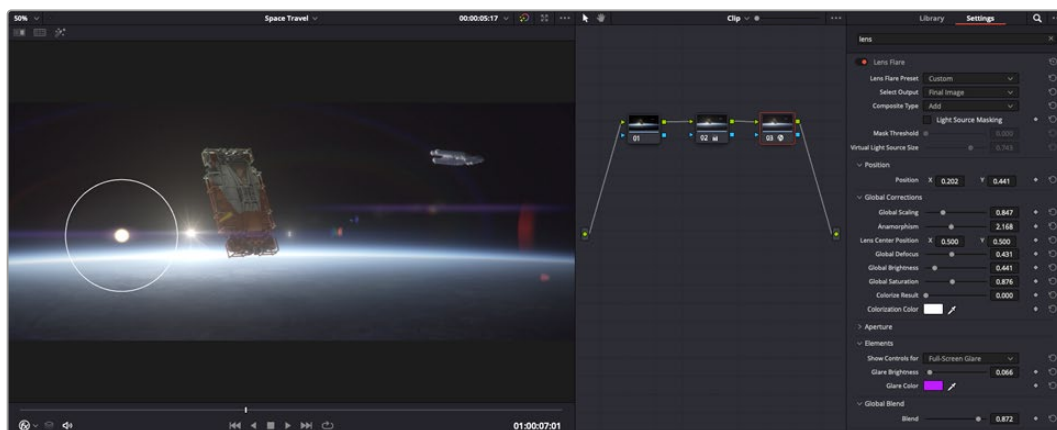 50% Space Travel 00:00:05:17 Clip Library Settings
lens
Lens Flare
Lens Flare Preset Custom
Select Output Final Image
Composite Type Add
Light Source Masking
Mask Threshold 0.000
Virtual Light Source Size 0.743
Position
Position X 0.202 Y 0.441
Global Corrections
Global Scaling 0.847
Anamorphism 2.168
Lens Center Position X 0.500 Y 0.500
Global Defocus 0.431
Global Brightness 0.441
Global Saturation 0.876
Colorize Result 0.000
Colorization Color
Aperture
Elements
Show Controls for Full-Screen Glare
Glare Brightness 0.066
Glare Color
Global Blend
Blend 0.872
01 02 03
01:00:07:01